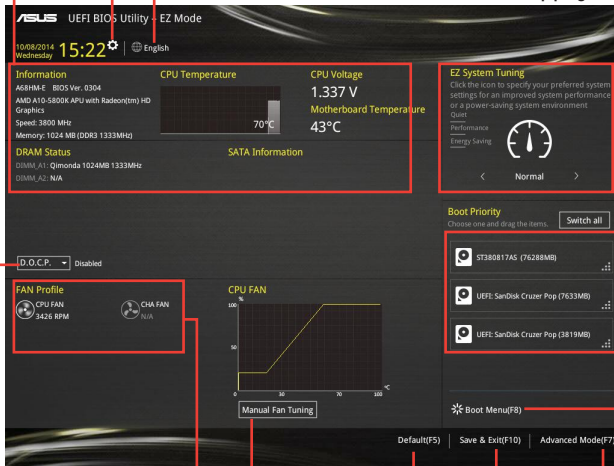 ASUS UEFI BIOS Utility – EZ Mode
10/08/2014
Wednesday
15:22
English
Information
A68HM-E BIOS Ver. 0304
AMD A10-5800K APU with Radeon(tm) HD
Graphics
Speed: 3800 MHz
Memory: 1024 MB (DDR3 1333MHz)
CPU Temperature
70°C
CPU Voltage
1.337 V
Motherboard Temperature
43°C
EZ System Tuning
Click the icon to specify your preferred system
settings for an improved system performance
or a power-saving system environment
Quiet
Performance
Energy Saving
Normal
DRAM Status
DIMM_A1: Qimonda 1024MB 1333MHz
DIMM_A2: N/A
SATA Information
D.O.C.P.
Disabled
Boot Priority
Choose one and drag the items.
Switch all
ST380817AS (76288MB)
UEFI: SanDisk Cruzer Pop (7633MB)
UEFI: SanDisk Cruzer Pop (3819MB)
FAN Profile
CPU FAN
3426 RPM
CHA FAN
N/A
CPU FAN
%
100
50
0
30
70
100
°C
Manual Fan Tuning
Boot Menu(F8)
Default(F5)
Save & Exit(F10)
Advanced Mode(F7)